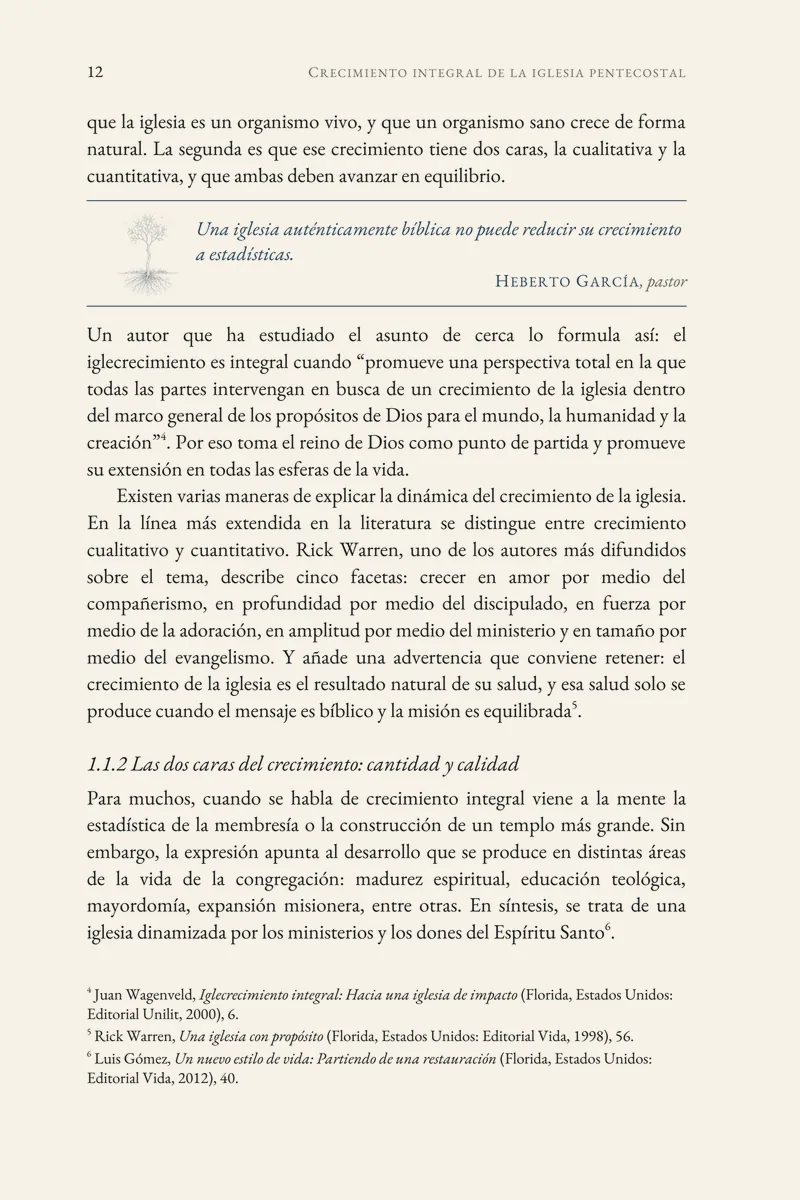 12
CRECIMIENTO INTEGRAL DE LA IGLESIA PENTECOSTAL
que la iglesia es un organismo vivo, y que un organismo sano crece de forma
natural. La segunda es que ese crecimiento tiene dos caras, la cualitativa y la
cuantitativa, y que ambas deben avanzar en equilibrio.
Una iglesia auténticamente bíblica no puede reducir su crecimiento
a estadísticas.
HEBERTO GARCÍA, pastor
Un autor que ha estudiado el asunto de cerca lo formula así: el
iglecrecimiento es integral cuando “promueve una perspectiva total en la que
todas las partes intervengan en busca de un crecimiento de la iglesia dentro
del marco general de los propósitos de Dios para el mundo, la humanidad y la
creación”⁴. Por eso toma el reino de Dios como punto de partida y promueve
su extensión en todas las esferas de la vida.
Existen varias maneras de explicar la dinámica del crecimiento de la iglesia.
En la línea más extendida en la literatura se distingue entre crecimiento
cualitativo y cuantitativo. Rick Warren, uno de los autores más difundidos
sobre el tema, describe cinco facetas: crecer en amor por medio del
compañerismo, en profundidad por medio del discipulado, en fuerza por
medio de la adoración, en amplitud por medio del ministerio y en tamaño por
medio del evangelismo. Y añade una advertencia que conviene retener: el
crecimiento de la iglesia es el resultado natural de su salud, y esa salud solo se
produce cuando el mensaje es bíblico y la misión es equilibrada⁵.
1.1.2 Las dos caras del crecimiento: cantidad y calidad
Para muchos, cuando se habla de crecimiento integral viene a la mente la
estadística de la membresía o la construcción de un templo más grande. Sin
embargo, la expresión apunta al desarrollo que se produce en distintas áreas
de la vida de la congregación: madurez espiritual, educación teológica,
mayordomía, expansión misionera, entre otras. En síntesis, se trata de una
iglesia dinamizada por los ministerios y los dones del Espíritu Santo⁶.
⁴ Juan Wagenveld, Iglecrecimiento integral: Hacia una iglesia de impacto (Florida, Estados Unidos:
Editorial Unilit, 2000), 6.
⁵ Rick Warren, Una iglesia con propósito (Florida, Estados Unidos: Editorial Vida, 1998), 56.
⁶ Luis Gómez, Un nuevo estilo de vida: Partiendo de una restauración (Florida, Estados Unidos:
Editorial Vida, 2012), 40.